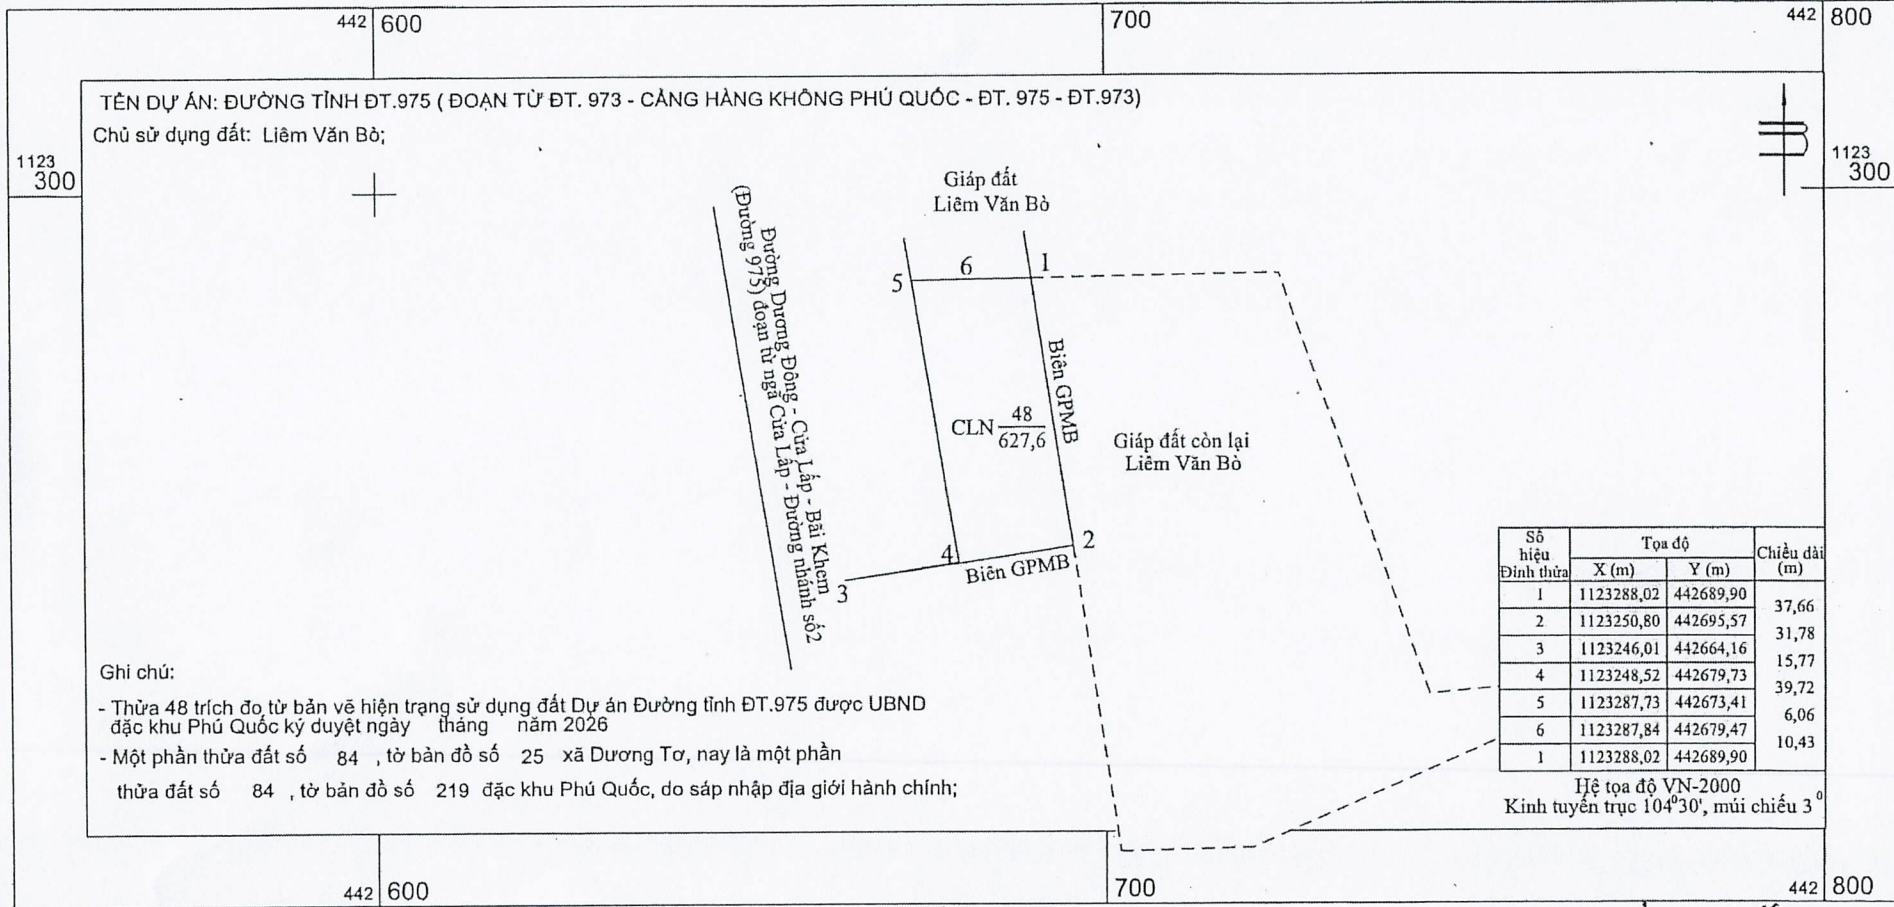 442 600
700
442 800
TÊN DỰ ÁN: ĐƯỜNG TỈNH ĐT.975 ( ĐOẠN TỪ ĐT. 973 - CẢNG HÀNG KHÔNG PHÚ QUỐC - ĐT. 975 - ĐT.973)
Chủ sử dụng đất: Liêm Văn Bò;
1123
300
1123
300
Giáp đất
Liêm Văn Bò
Đường Dương Đông - Cửa Lấp - Bãi Khem
(Đường 975) đoạn từ ngã Cửa Lấp - Đường nhánh số2
5
6
1
Biên GPMB
CLN 48
627,6
Giáp đất còn lại
Liêm Văn Bò
4
2
Biên GPMB
3
Số hiệu Đỉnh thửa
Tọa độ
X (m) Y (m)
Chiều dài (m)
1 1123288,02 442689,90
37,66
2 1123250,80 442695,57
31,78
3 1123246,01 442664,16
15,77
4 1123248,52 442679,73
39,72
5 1123287,73 442673,41
6,06
6 1123287,84 442679,47
10,43
1 1123288,02 442689,90
Hệ tọa độ VN-2000
Kinh tuyến trục 104⁰30', múi chiếu 3⁰
Ghi chú:
- Thửa 48 trích đo từ bản vẽ hiện trạng sử dụng đất Dự án Đường tỉnh ĐT.975 được UBND
đặc khu Phú Quốc ký duyệt ngày tháng năm 2026
- Một phần thửa đất số 84 , tờ bản đồ số 25 xã Dương Tơ, nay là một phần
thửa đất số 84 , tờ bản đồ số 219 đặc khu Phú Quốc, do sáp nhập địa giới hành chính;
442 600
700
442 800